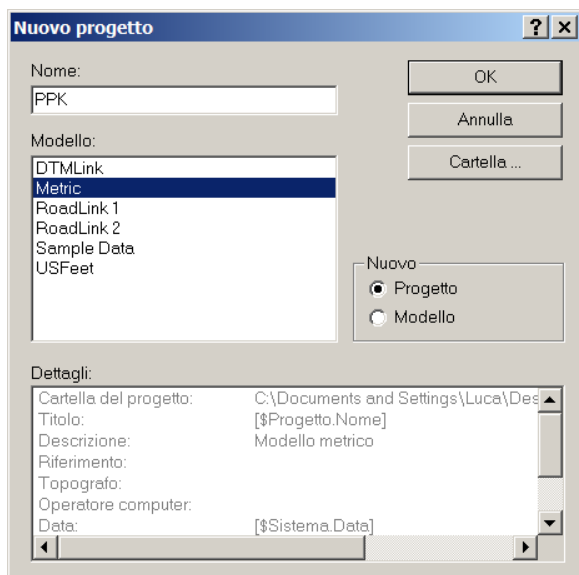 Nuovo progetto
Nome:
PPK
OK
Annulla
Cartella ...
Modello:
DTMLink
Metric
RoadLink 1
RoadLink 2
Sample Data
USFeet
Nuovo
Progetto
Modello
Dettagli:
Cartella del progetto: C:\Documents and Settings\Luca\Des
Titolo: [$Progetto.Nome]
Descrizione: Modello metrico
Riferimento:
Topografo:
Operatore computer:
Data: [$Sistema.Data]